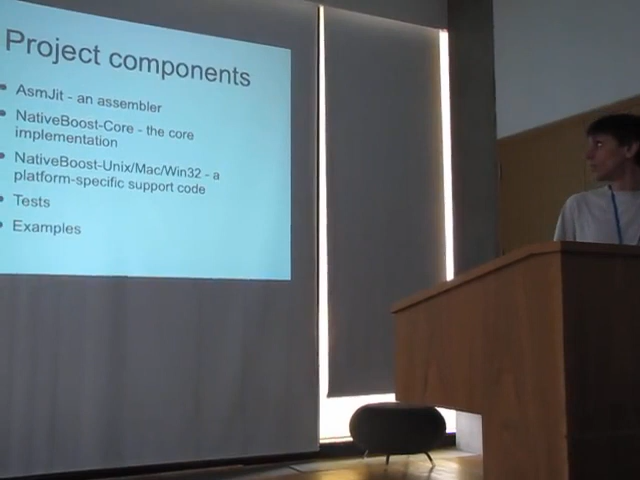 Project components
AsmJit - an assembler
NativeBoost-Core - the core
implementation
NativeBoost-Unix/Mac/Win32 - a
platform-specific support code
Tests
Examples